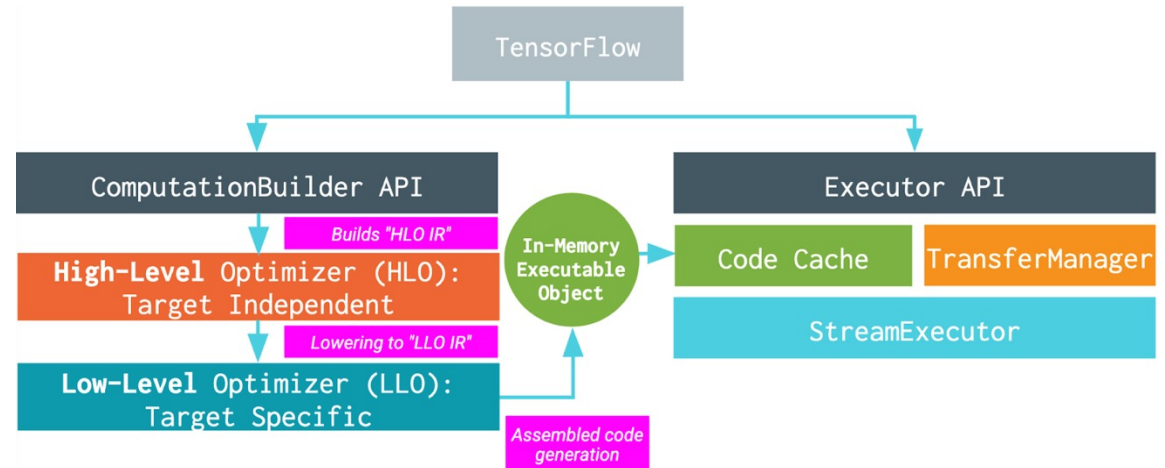 TensorFlow
ComputationBuilder API
Executor API
Builds "HLO IR"
High-Level Optimizer (HLO):
Target Independent
Lowering to "LLO IR"
Low-Level Optimizer (LLO):
Target Specific
Assembled code
generation
In-Memory
Executable
Object
Code Cache
TransferManager
StreamExecutor